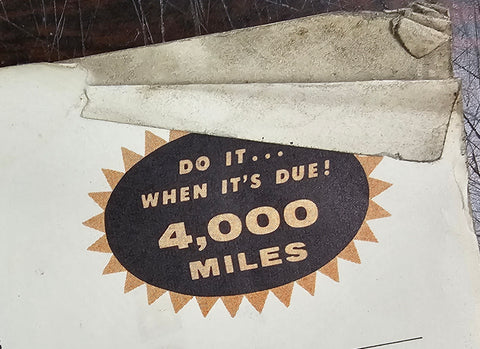 DO IT...
WHEN IT'S DUE!
4,000
MILES